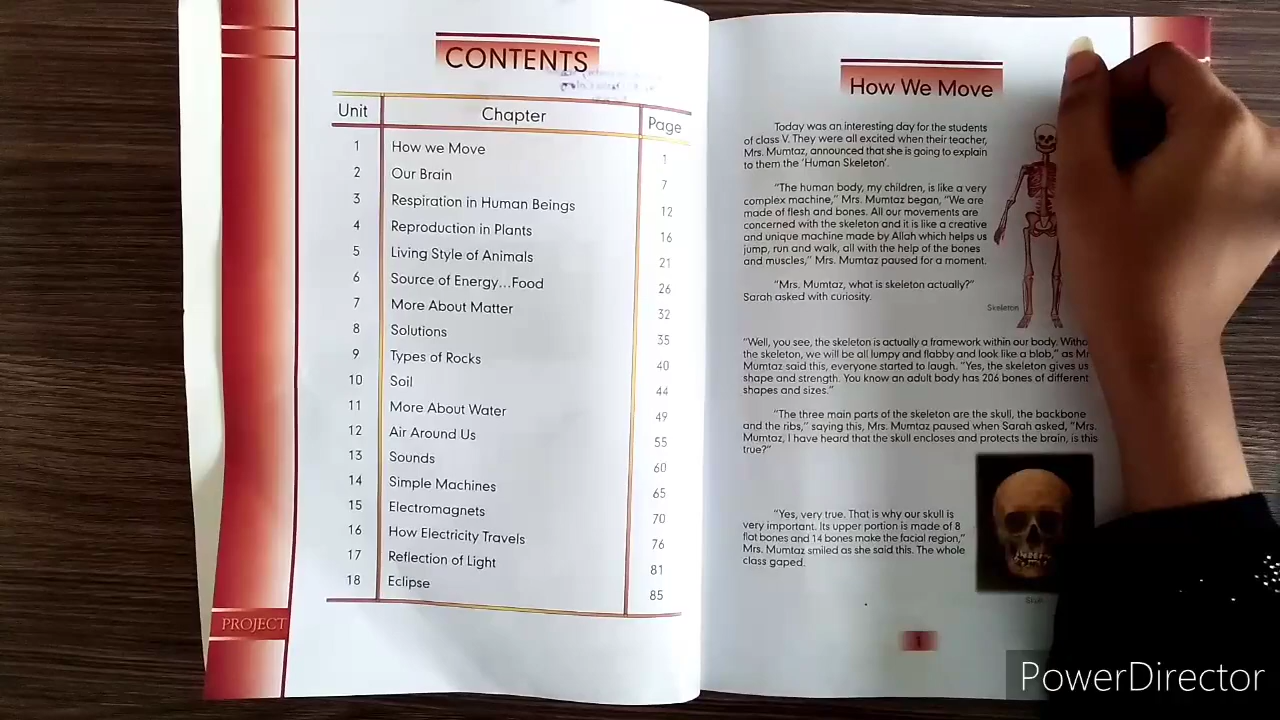 CONTENTS
Unit Chapter Page
1 How we Move 1
2 Our Brain 7
3 Respiration in Human Beings 12
4 Reproduction in Plants 16
5 Living Style of Animals 21
6 Source of Energy...Food 26
7 More About Matter 32
8 Solutions 35
9 Types of Rocks 40
10 Soil 44
11 More About Water 49
12 Air Around Us 55
13 Sounds 60
14 Simple Machines 65
15 Electromagnets 70
16 How Electricity Travels 76
17 Reflection of Light 81
18 Eclipse 85
PROJECT
How We Move
Today was an interesting day for the students
of class V. They were all excited when their teacher,
Mrs. Mumtaz, announced that she is going to explain
to them the 'Human Skeleton'.
"The human body, my children, is like a very
complex machine," Mrs. Mumtaz began, "We are
made of flesh and bones. All our movements are
concerned with the skeleton and it is like a creative
and unique machine made by Allah which helps us
jump, run and walk, all with the help of the bones
and muscles," Mrs. Mumtaz paused for a moment.
"Mrs. Mumtaz, what is skeleton actually?"
Sarah asked with curiosity.
Skeleton
"Well, you see, the skeleton is actually a framework within our body.
the skeleton, we will be all lumpy and flabby and look like a blob," as
Mumtaz said this, everyone started to laugh. "Yes, the skeleton gives us
shape and strength. You know an adult body has 206 bones of different
shapes and sizes."
"The three main parts of the skeleton are the skull, the backbone
and the ribs," saying this, Mrs. Mumtaz paused when Sarah asked, "Mrs.
Mumtaz, I have heard that the skull encloses and protects the brain, is this
true?"
"Yes, very true. That is why our skull is
very important. Its upper portion is made of 8
flat bones and 14 bones make the facial region,"
Mrs. Mumtaz smiled as she said this. The whole
class gaped.
Skull
1
PowerDirector